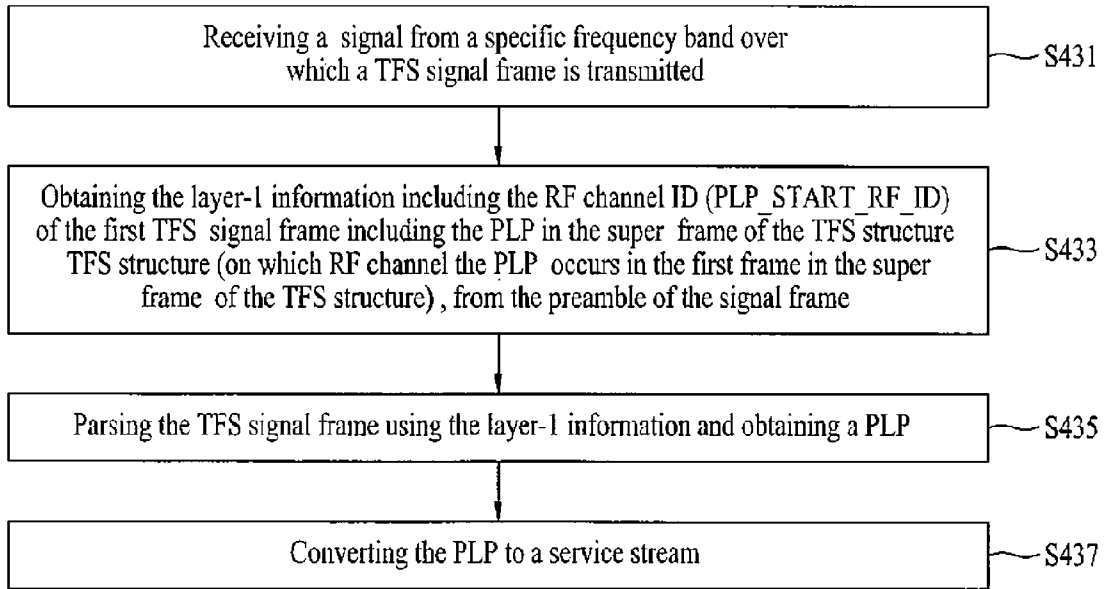 Receiving a signal from a specific frequency band over
which a TFS signal frame is transmitted
S431
Obtaining the layer-1 information including the RF channel ID (PLP_START_RF_ID)
of the first TFS signal frame including the PLP in the super frame of the TFS structure
TFS structure (on which RF channel the PLP occurs in the first frame in the super
frame of the TFS structure) , from the preamble of the signal frame
S433
Parsing the TFS signal frame using the layer-1 information and obtaining a PLP
S435
Converting the PLP to a service stream
S437